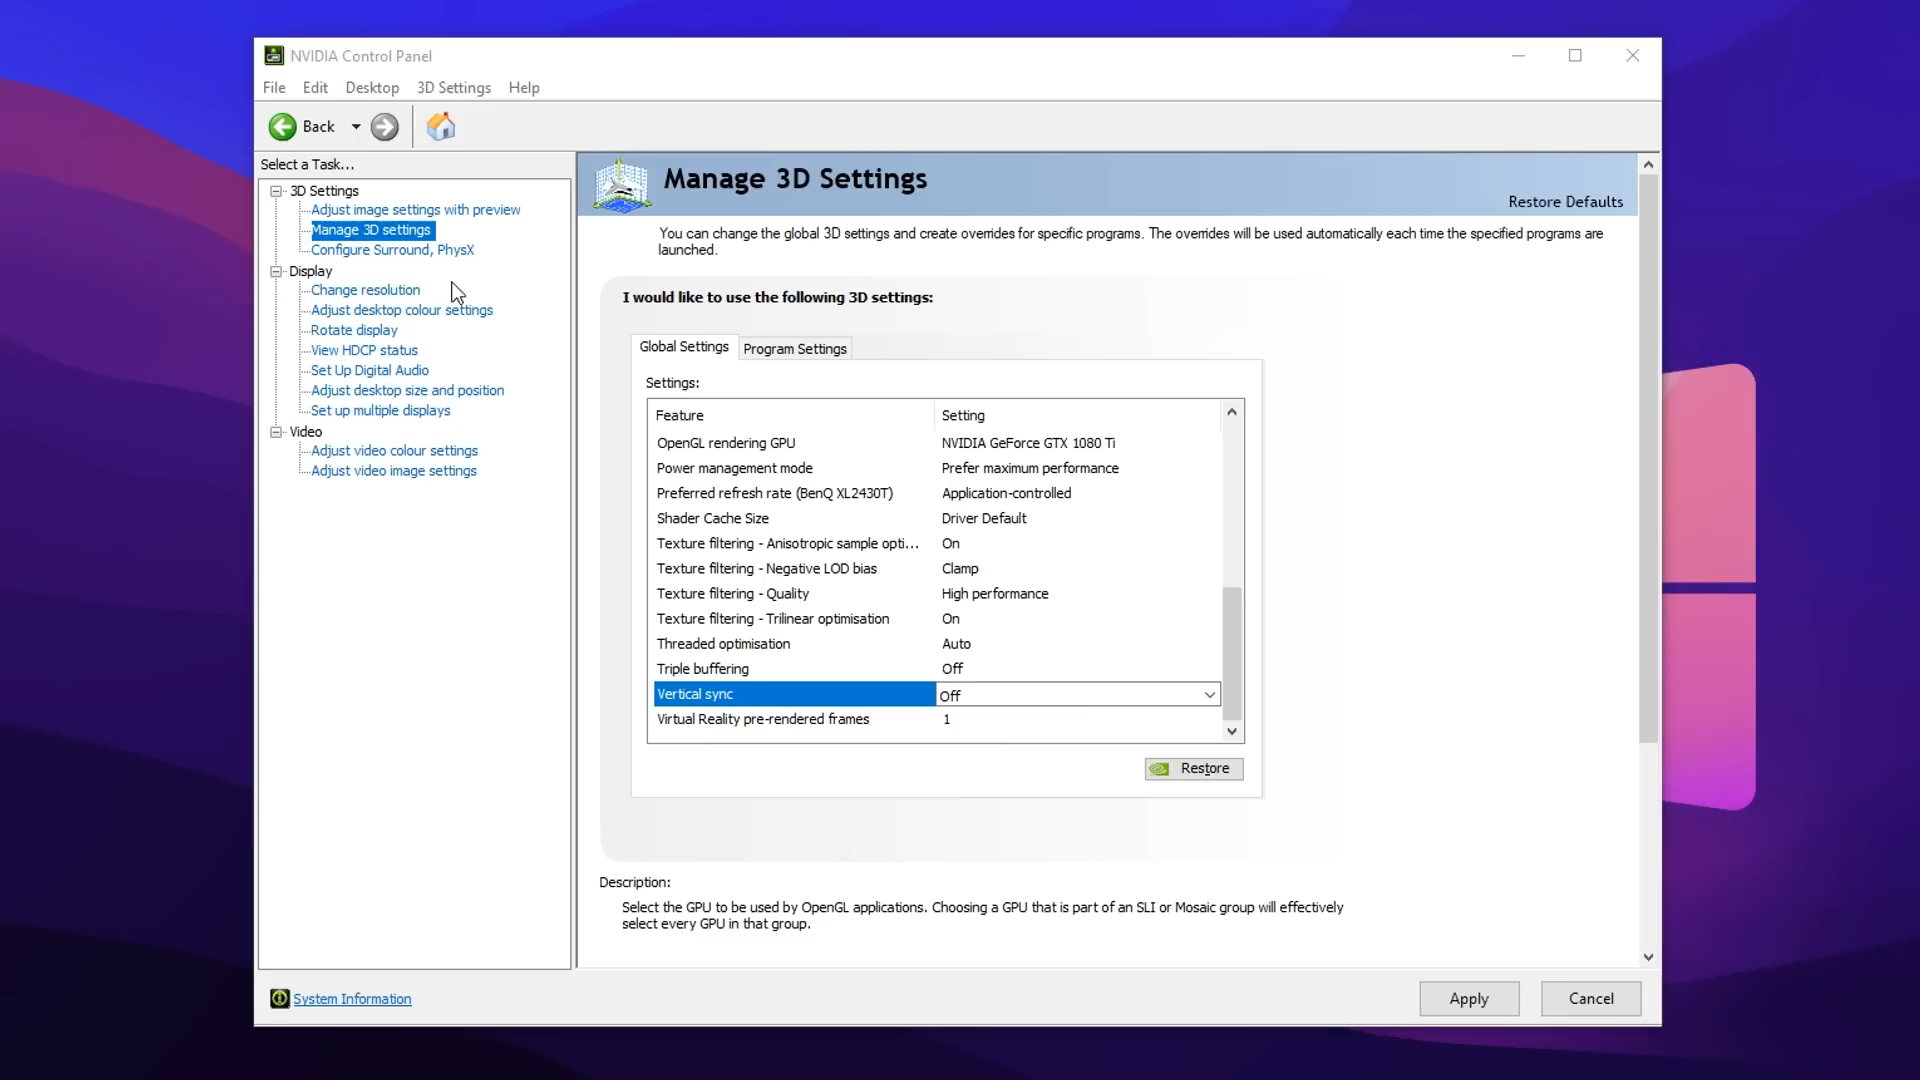 NVIDIA Control Panel
File Edit Desktop 3D Settings Help
Back
Select a Task...
3D Settings
Adjust image settings with preview
Manage 3D settings
Configure Surround, PhysX
Display
Change resolution
Adjust desktop colour settings
Rotate display
View HDCP status
Set Up Digital Audio
Adjust desktop size and position
Set up multiple displays
Video
Adjust video colour settings
Adjust video image settings
Manage 3D Settings
Restore Defaults
You can change the global 3D settings and create overrides for specific programs. The overrides will be used automatically each time the specified programs are
launched.
I would like to use the following 3D settings:
Global Settings Program Settings
Settings:
Feature Setting
OpenGL rendering GPU NVIDIA GeForce GTX 1080 Ti
Power management mode Prefer maximum performance
Preferred refresh rate (BenQ XL2430T) Application-controlled
Shader Cache Size Driver Default
Texture filtering - Anisotropic sample opti... On
Texture filtering - Negative LOD bias Clamp
Texture filtering - Quality High performance
Texture filtering - Trilinear optimisation On
Threaded optimisation Auto
Triple buffering Off
Vertical sync Off
Virtual Reality pre-rendered frames 1
Restore
Description:
Select the GPU to be used by OpenGL applications. Choosing a GPU that is part of an SLI or Mosaic group will effectively
select every GPU in that group.
System Information
Apply Cancel